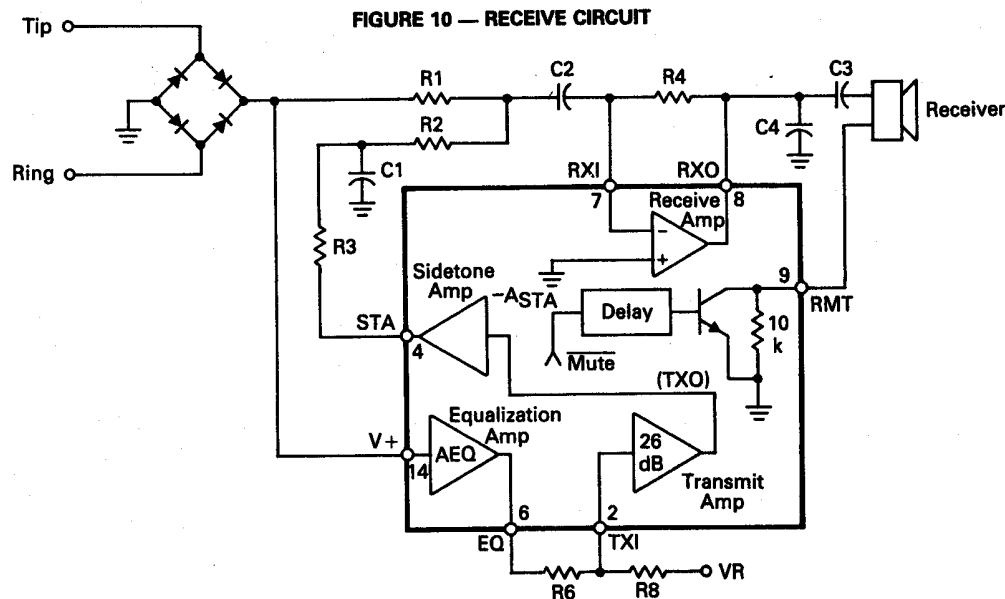 FIGURE 10 — RECEIVE CIRCUIT
Tip
C2
C3
R1
R4
Receiver
R2
C4
Ring
C1
RXI
RXO
7
8
Receive
Amp
−
+
R3
9
Sidetone
Amp
−ASTA
Delay
RMT
10
k
STA
4
Mute
(TXO)
Equalization
Amp
V+
AEQ
14
26
dB
Transmit
Amp
6
2
EQ
TXI
R6
R8
VR